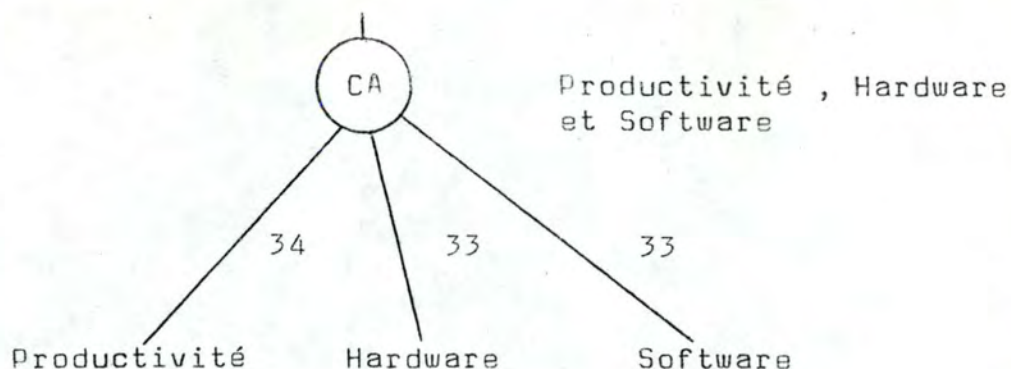 CA
Productivité , Hardware
et Software
34
33
33
Productivité
Hardware
Software